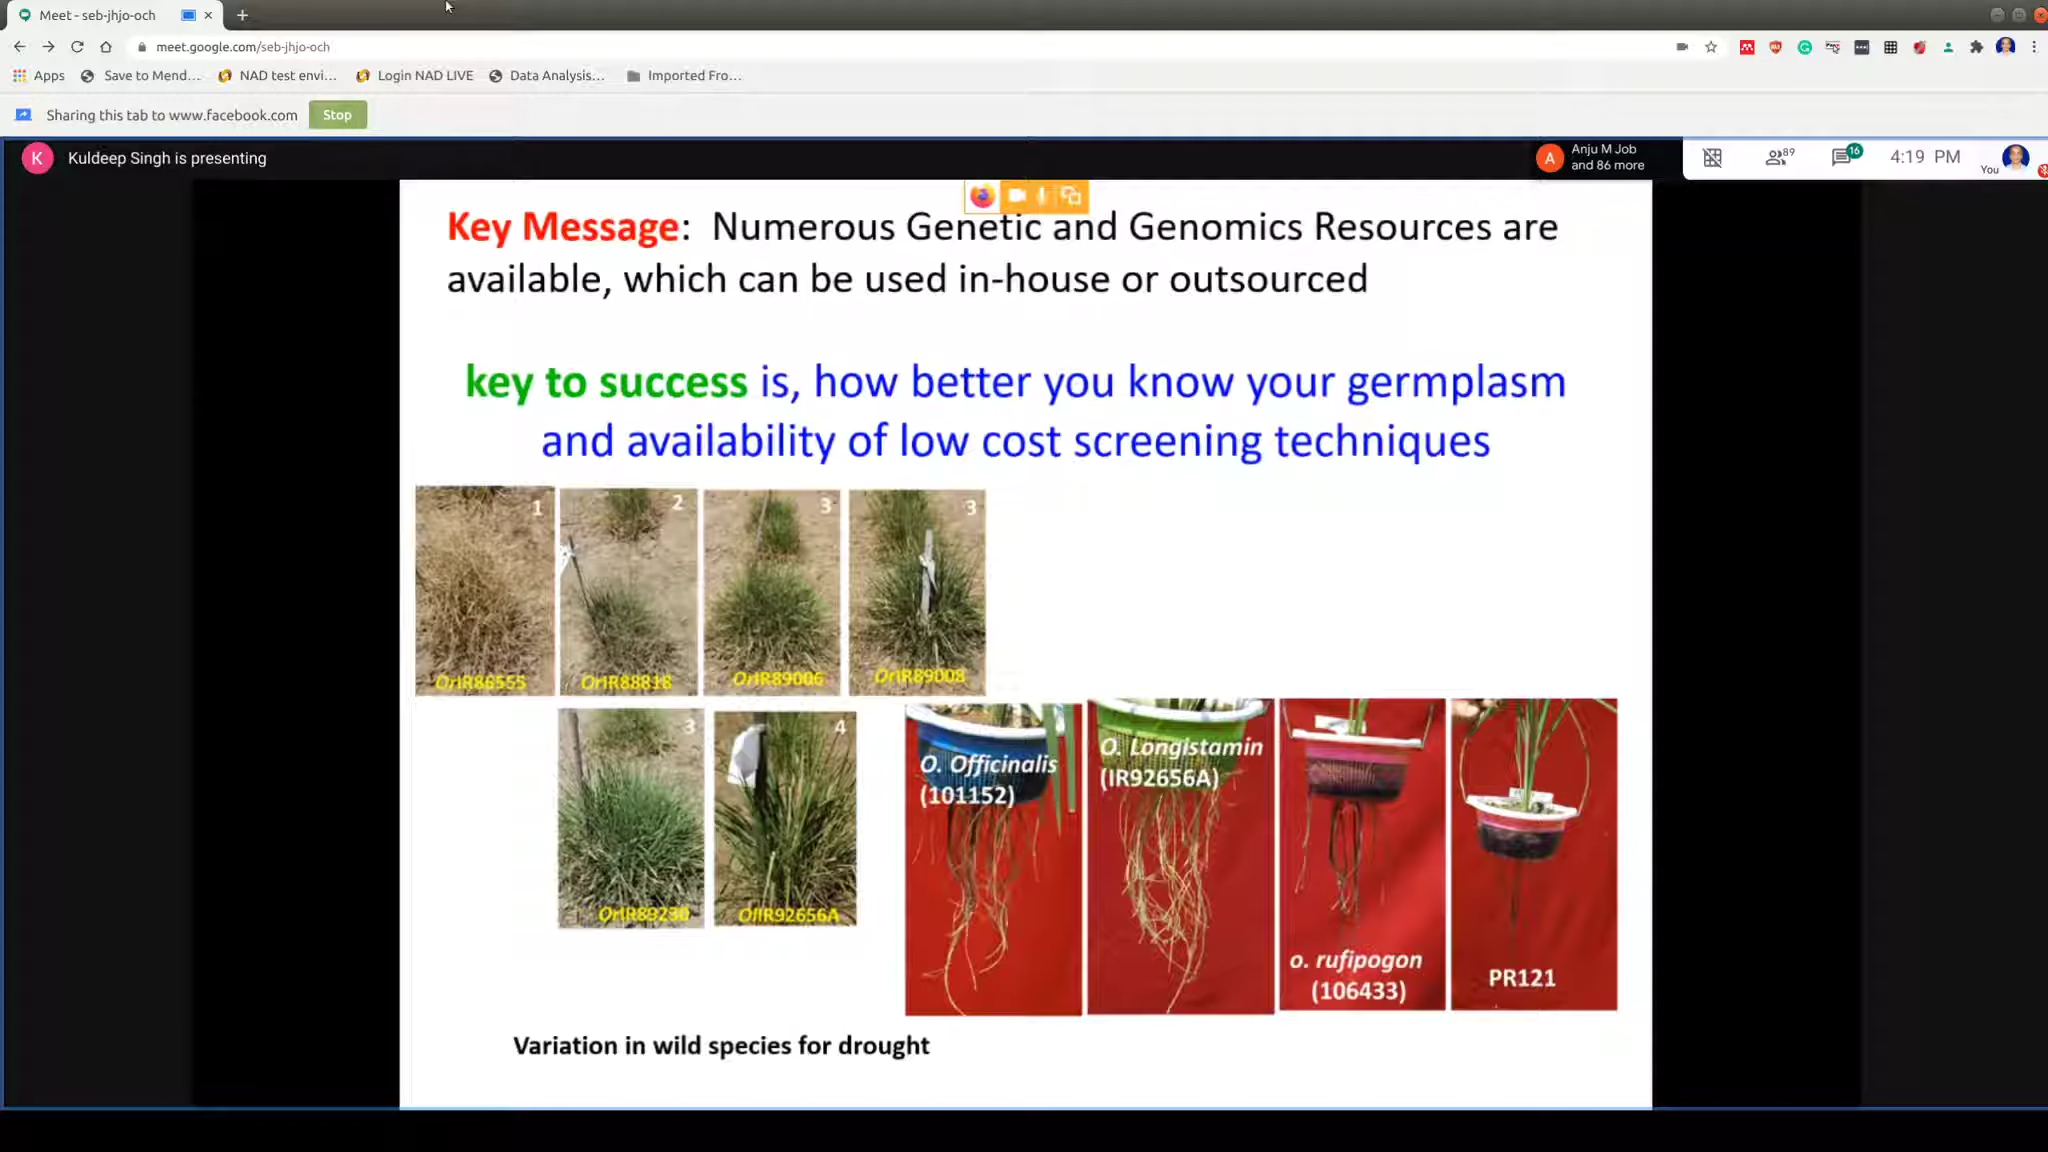 Meet - seb-jhjo-och
meet.google.com/seb-jhjo-och
Apps
Save to Mend...
NAD test envi...
Login NAD LIVE
Data Analysis...
Imported Fro...
Sharing this tab to www.facebook.com
Stop
K
Kuldeep Singh is presenting
A
Anju M Job
and 86 more
89
16
4:19 PM
You
Key Message: Numerous Genetic and Genomics Resources are
available, which can be used in-house or outsourced
key to success is, how better you know your germplasm
and availability of low cost screening techniques
1
2
3
3
OrIR86555
OrIR88818
OrIR89006
OrIR89008
3
4
OrIR89230
OlIR92656A
O. Officinalis
(101152)
O. Longistamin
(IR92656A)
o. rufipogon
(106433)
PR121
Variation in wild species for drought